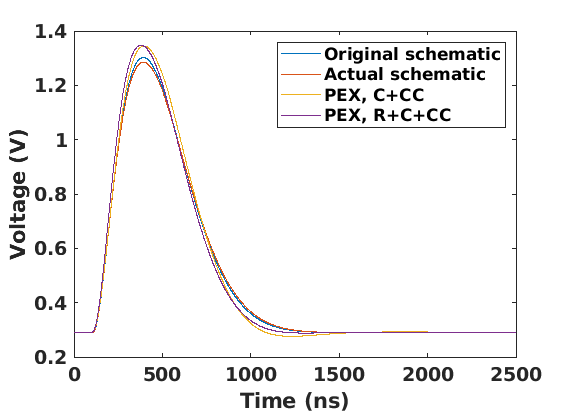 1.4
1.2
1
0.8
0.6
0.4
0.2
Voltage (V)
Original schematic
Actual schematic
PEX, C+CC
PEX, R+C+CC
0 500 1000 1500 2000 2500
Time (ns)